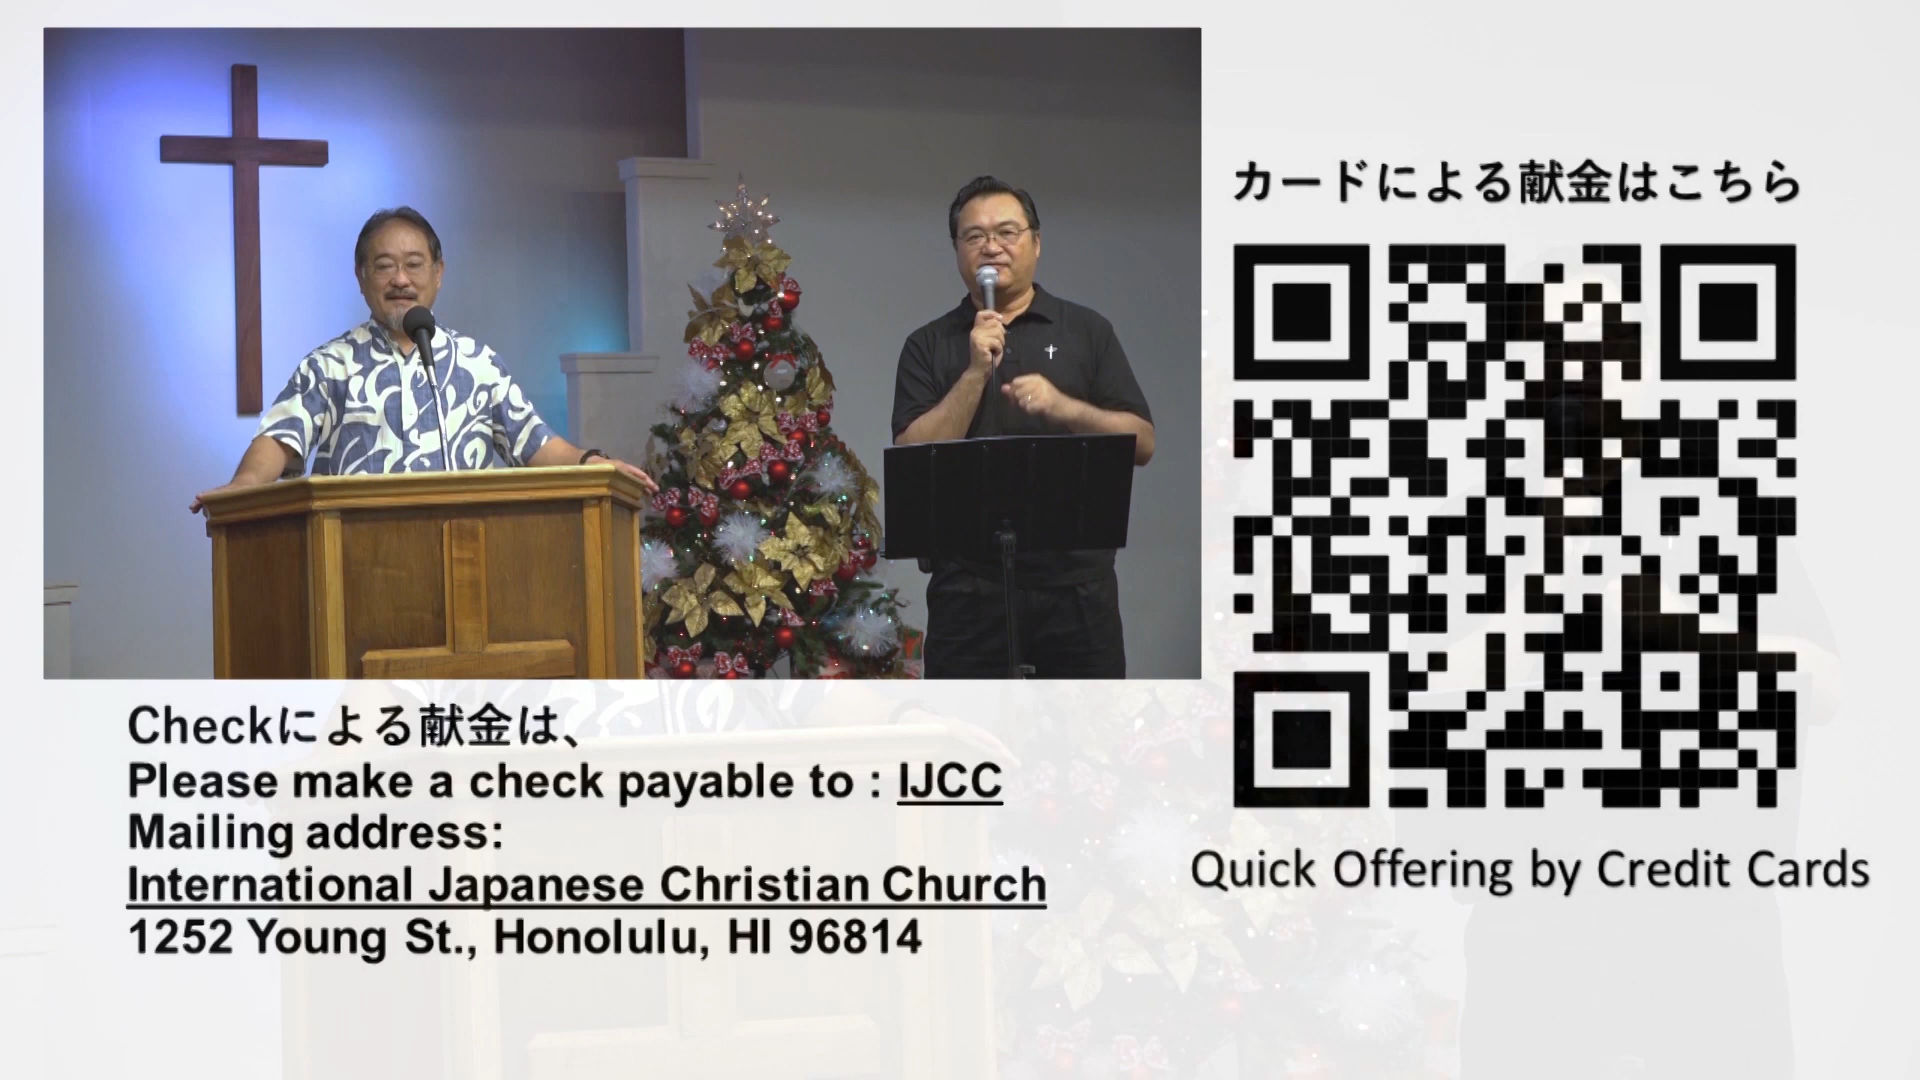 カードによる献金はこちら
Checkによる献金は、
Please make a check payable to : IJCC
Mailing address:
International Japanese Christian Church
1252 Young St., Honolulu, HI 96814
Quick Offering by Credit Cards